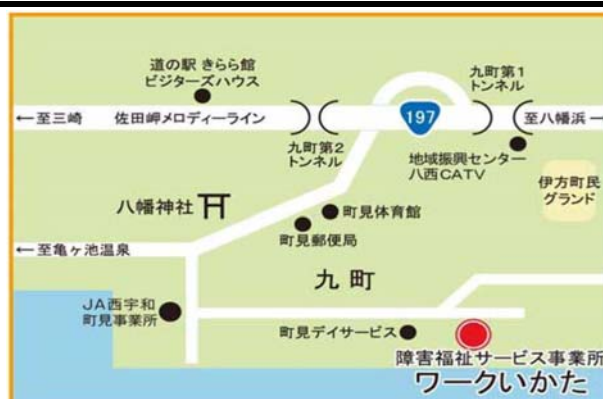 道の駅 きらら館
ビジターズハウス
九町第1
トンネル
←至三崎
佐田岬メロディーライン
197
至八幡浜→
九町第2
トンネル
地域振興センター
八西CATV
伊方町民
グランド
八幡神社
町見体育館
町見郵便局
←至亀ヶ池温泉
九町
JA西宇和
町見事業所
町見デイサービス
障害福祉サービス事業所
ワークいかた